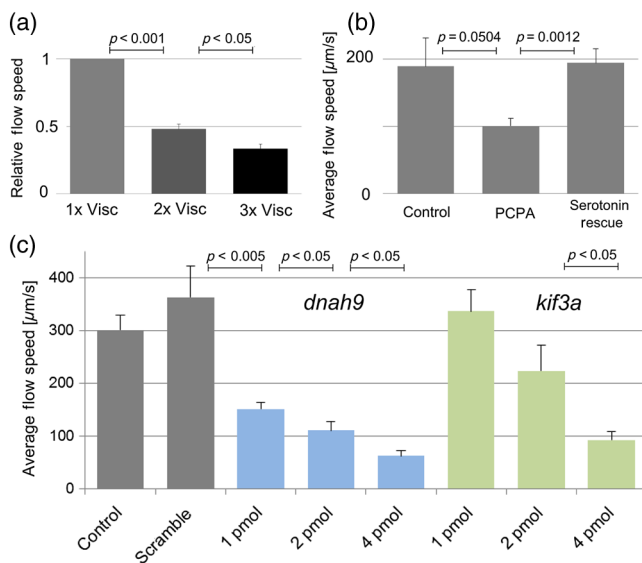 (a)
p < 0.001 p < 0.05
Relative flow speed
1
0.5
0
1x Visc 2x Visc 3x Visc
(b)
p = 0.0504 p = 0.0012
Average flow speed [µm/s]
200
0
Control PCPA Serotonin
rescue
(c)
p < 0.005 p < 0.05 p < 0.05 p < 0.05
dnah9 kif3a
Average flow speed [µm/s]
400
300
200
100
0
Control Scramble 1 pmol 2 pmol 4 pmol 1 pmol 2 pmol 4 pmol